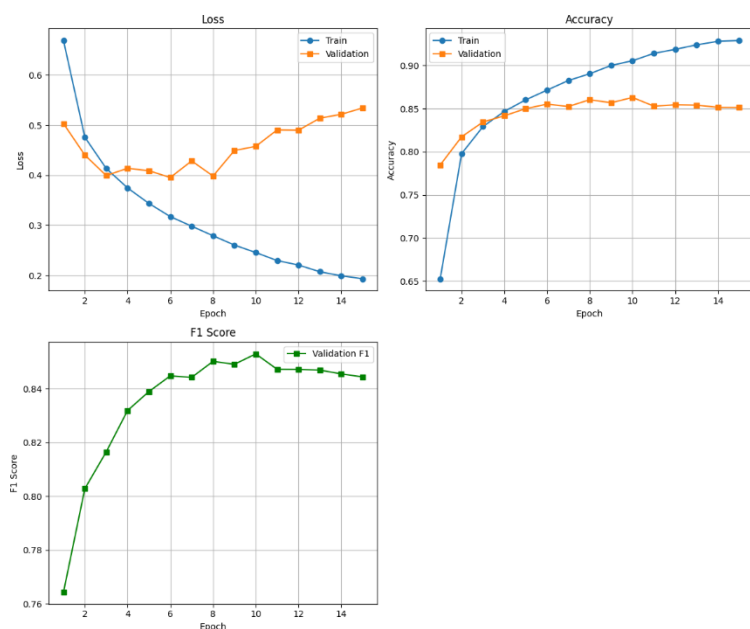 Loss
Train
Validation
0.6
0.5
0.4
0.3
0.2
Loss
2 4 6 8 10 12 14
Epoch
Accuracy
Train
Validation
0.90
0.85
0.80
0.75
0.70
0.65
Accuracy
2 4 6 8 10 12 14
Epoch
F1 Score
Validation F1
0.84
0.82
0.80
0.78
0.76
F1 Score
2 4 6 8 10 12 14
Epoch